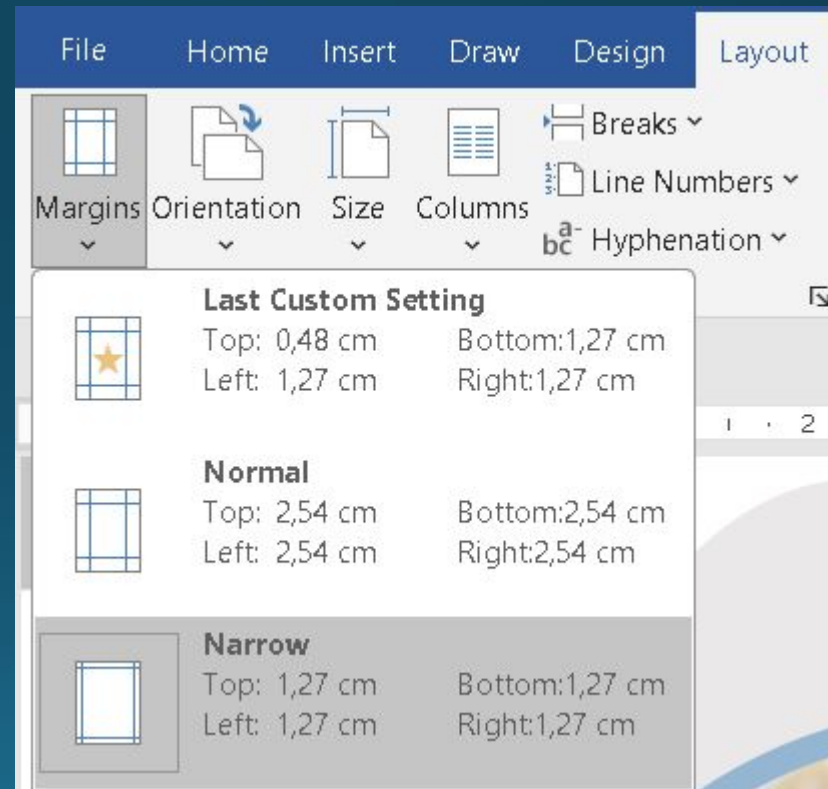 File Home Insert Draw Design Layout
Margins Orientation Size Columns
Breaks
Line Numbers
Hyphenation
Last Custom Setting
Top: 0,48 cm Bottom:1,27 cm
Left: 1,27 cm Right:1,27 cm
2
Normal
Top: 2,54 cm Bottom:2,54 cm
Left: 2,54 cm Right:2,54 cm
Narrow
Top: 1,27 cm Bottom:1,27 cm
Left: 1,27 cm Right:1,27 cm